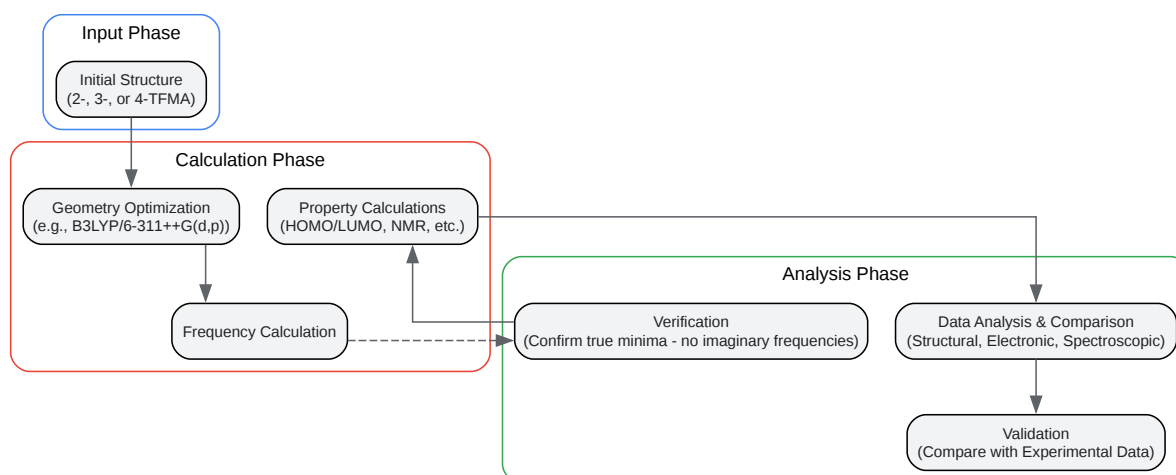 Input Phase
Initial Structure
(2-, 3-, or 4-TFMA)
Calculation Phase
Geometry Optimization
(e.g., B3LYP/6-311++G(d,p))
Property Calculations
(HOMO/LUMO, NMR, etc.)
Frequency Calculation
Analysis Phase
Verification
(Confirm true minima - no imaginary frequencies)
Data Analysis & Comparison
(Structural, Electronic, Spectroscopic)
Validation
(Compare with Experimental Data)